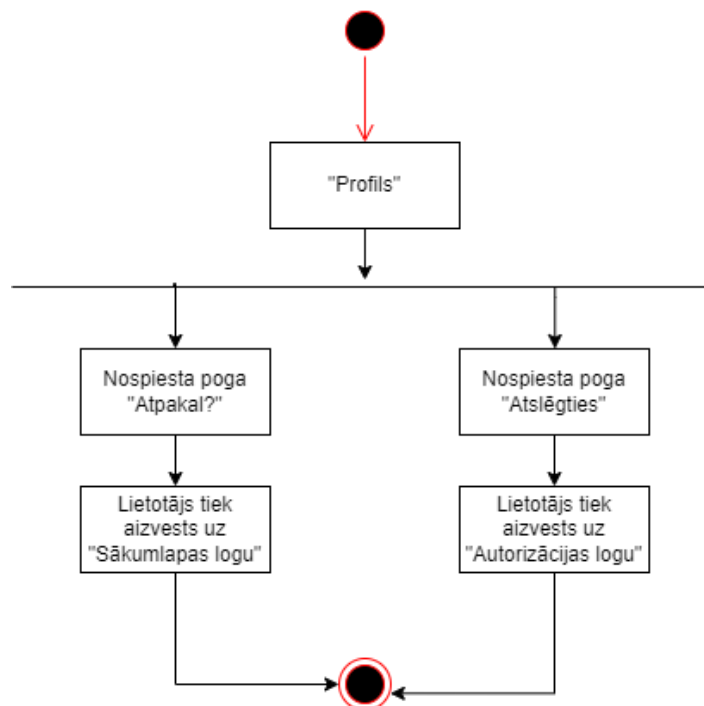 "Profils"
Nospiesta poga
"Atpakal?"
Nospiesta poga
"Atslēgties"
Lietotājs tiek
aizvests uz
"Sākumlapas logu"
Lietotājs tiek
aizvests uz
"Autorizācijas logu"